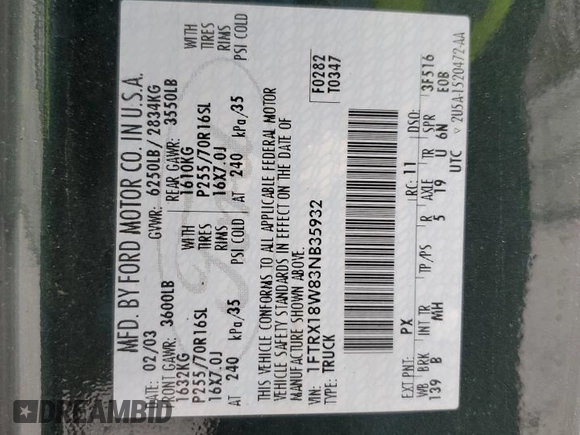 MFD. BY FORD MOTOR CO. IN U.S.A.
DATE: 02/03 GVWR: 6250LB/ 2834KG
FRONT GAWR: 3600LB REAR GAWR: 3550LB
1632KG WITH 1610KG WITH
P255/70R16SL TIRES P255/70R16SL TIRES
16X7.0J RIMS 16X7.0J RIMS
AT 240 kPa/35 PSI COLD AT 240 kPa/35 PSI COLD
THIS VEHICLE CONFORMS TO ALL APPLICABLE FEDERAL MOTOR
VEHICLE SAFETY STANDARDS IN EFFECT ON THE DATE OF
MANUFACTURE SHOWN ABOVE.
VIN: 1FTRX18W83NB35932 F0282
TYPE: TRUCK T0347
EXT PNT: PX RC: 11 DSO: 3F516
WB BRK INT TR TP/PS R AXLE TR SPR E0B
139 B MH 5 19 U 6N
UTC
▽ 2U5A-1520472-AA
Ford
DREAMBID